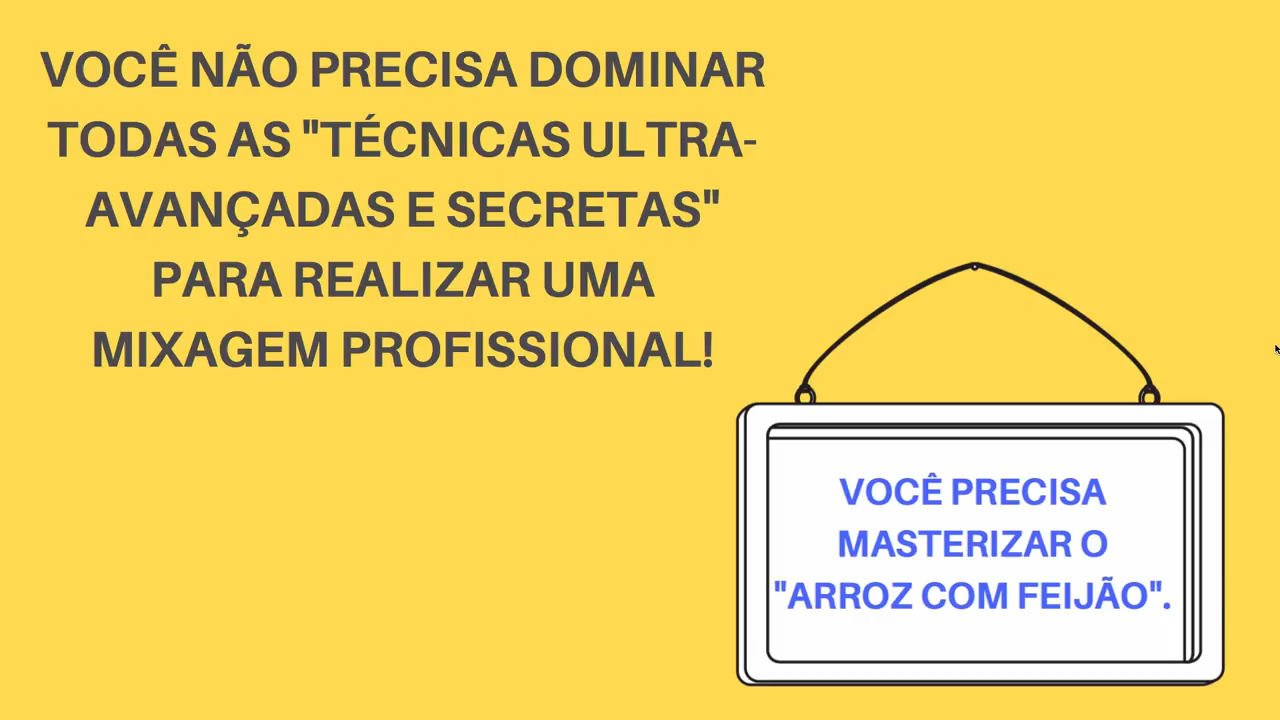 VOCÊ NÃO PRECISA DOMINAR
TODAS AS "TÉCNICAS ULTRA-
AVANÇADAS E SECRETAS"
PARA REALIZAR UMA
MIXAGEM PROFISSIONAL!
VOCÊ PRECISA
MASTERIZAR O
"ARROZ COM FEIJÃO".